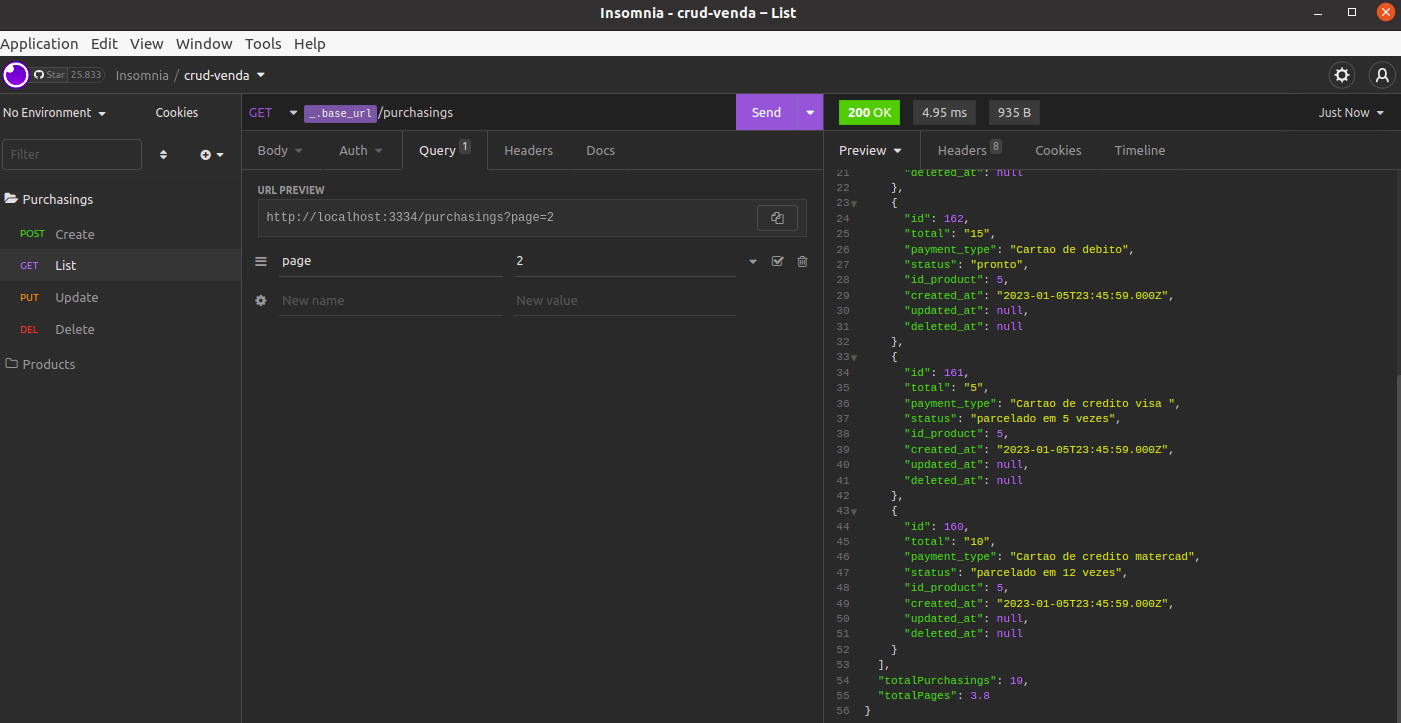 Insomnia - crud-venda – List
Application Edit View Window Tools Help
Star 25.833 Insomnia / crud-venda
No Environment Cookies
Filter
Purchasings
POST Create
GET List
PUT Update
DEL Delete
Products
GET _.base_url /purchasings Send
Body Auth Query 1 Headers Docs
URL PREVIEW
http://localhost:3334/purchasings?page=2
page 2
New name New value
200 OK 4.95 ms 935 B Just Now
Preview Headers 8 Cookies Timeline
21 "deleted_at": null
22 },
23 {
24 "id": 162,
25 "total": "15",
26 "payment_type": "Cartao de debito",
27 "status": "pronto",
28 "id_product": 5,
29 "created_at": "2023-01-05T23:45:59.000Z",
30 "updated_at": null,
31 "deleted_at": null
32 },
33 {
34 "id": 161,
35 "total": "5",
36 "payment_type": "Cartao de credito visa ",
37 "status": "parcelado em 5 vezes",
38 "id_product": 5,
39 "created_at": "2023-01-05T23:45:59.000Z",
40 "updated_at": null,
41 "deleted_at": null
42 },
43 {
44 "id": 160,
45 "total": "10",
46 "payment_type": "Cartao de credito matercad",
47 "status": "parcelado em 12 vezes",
48 "id_product": 5,
49 "created_at": "2023-01-05T23:45:59.000Z",
50 "updated_at": null,
51 "deleted_at": null
52 }
53 ],
54 "totalPurchasings": 19,
55 "totalPages": 3.8
56 }